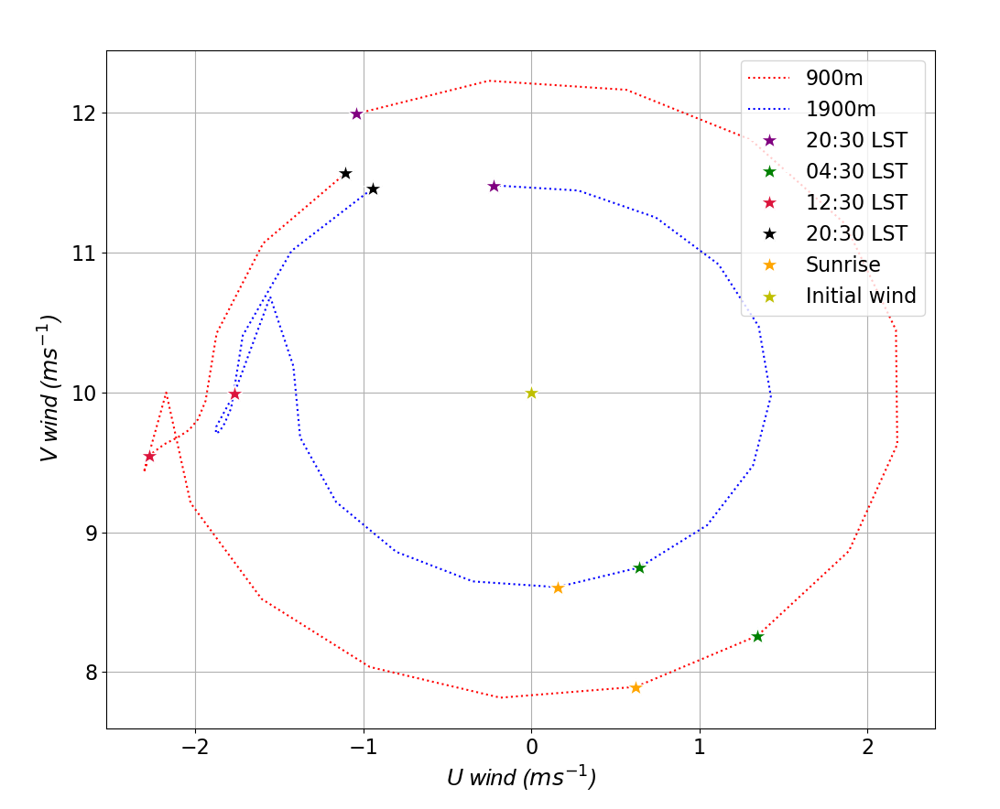 900m
1900m
20:30 LST
04:30 LST
12:30 LST
20:30 LST
Sunrise
Initial wind
12
11
10
9
8
V wind (ms⁻¹)
−2 −1 0 1 2
U wind (ms⁻¹)